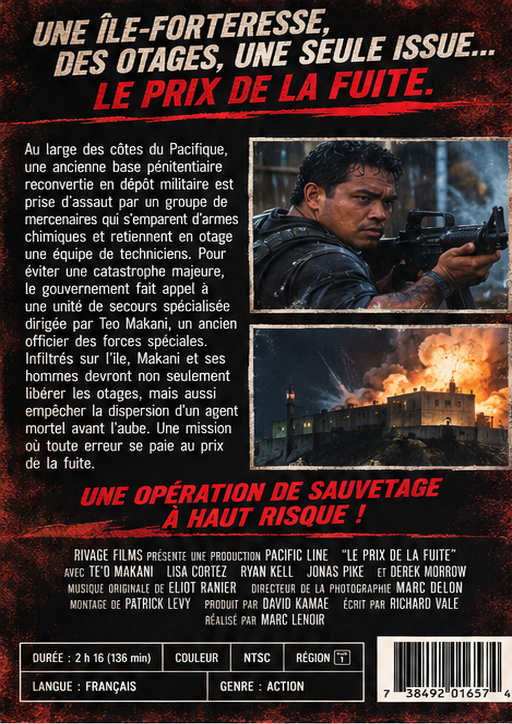 UNE ÎLE-FORTERESSE,
DES OTAGES, UNE SEULE ISSUE...
LE PRIX DE LA FUITE.
Au large des côtes du Pacifique,
une ancienne base pénitentiaire
reconvertie en dépôt militaire est
prise d'assaut par un groupe de
mercenaires qui s'emparent d'armes
chimiques et retiennent en otage
une équipe de techniciens. Pour
éviter une catastrophe majeure,
le gouvernement fait appel à
une unité de secours spécialisée
dirigée par Teo Makani, un ancien
officier des forces spéciales.
Infiltrés sur l'île, Makani et ses
hommes devront non seulement
libérer les otages, mais aussi
empêcher la dispersion d'un agent
mortel avant l'aube. Une mission
où toute erreur se paie au prix
de la fuite.
UNE OPÉRATION DE SAUVETAGE
À HAUT RISQUE !
RIVAGE FILMS PRÉSENTE UNE PRODUCTION PACIFIC LINE "LE PRIX DE LA FUITE"
AVEC TE'O MAKANI LISA CORTEZ RYAN KELL JONAS PIKE ET DEREK MORROW
MUSIQUE ORIGINALE DE ELIOT RANIER DIRECTEUR DE LA PHOTOGRAPHIE MARC DELON
MONTAGE DE PATRICK LEVY PRODUIT PAR DAVID KAMAE ÉCRIT PAR RICHARD VALE
RÉALISÉ PAR MARC LENOIR
DURÉE : 2 h 16 (136 min) COULEUR NTSC RÉGION 1
LANGUE : FRANÇAIS GENRE : ACTION
7 38492 01657 4